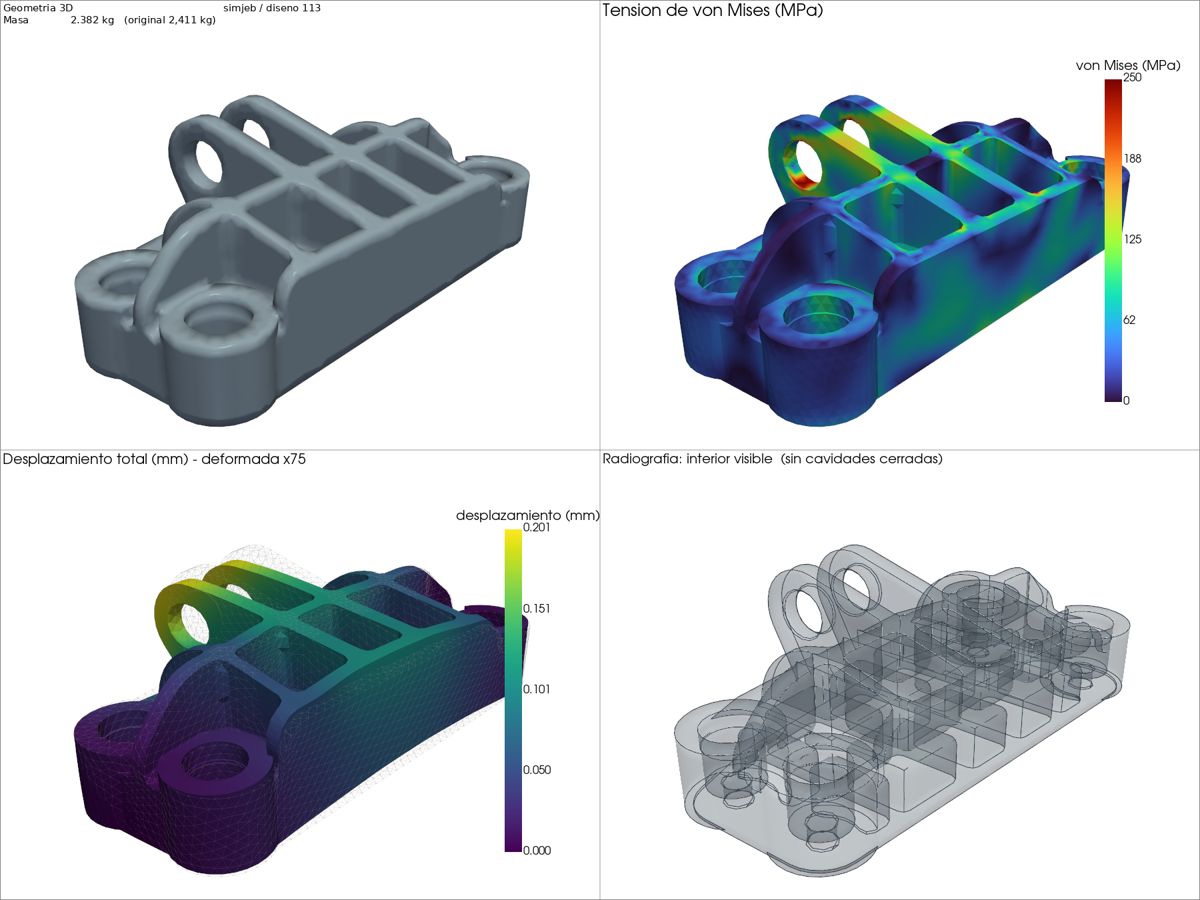 Geometria 3D simjeb / diseno 113
Masa 2.382 kg (original 2,411 kg)
Tension de von Mises (MPa)
von Mises (MPa)
250
188
125
62
0
Desplazamiento total (mm) - deformada x75
desplazamiento (mm)
0.201
0.151
0.101
0.050
0.000
Radiografia: interior visible (sin cavidades cerradas)